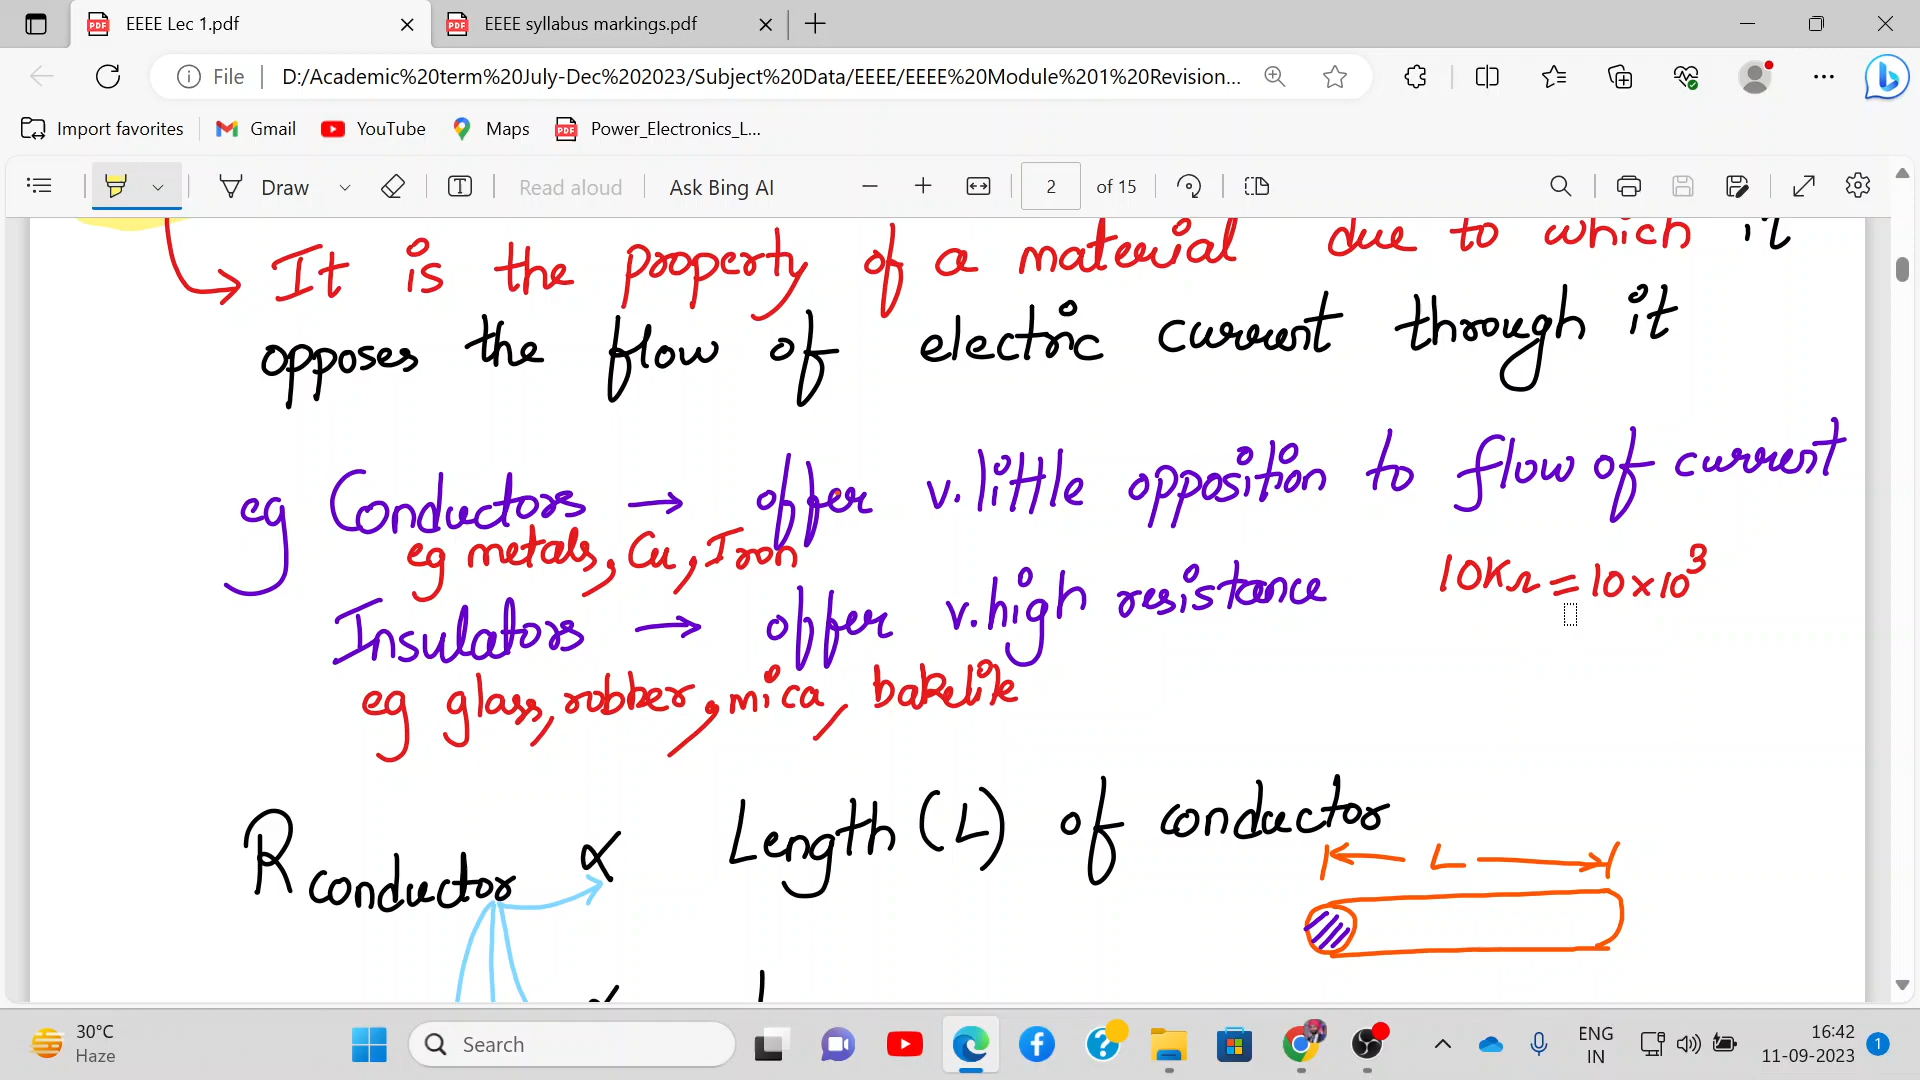 EEEE Lec 1.pdf
EEEE syllabus markings.pdf
File D:/Academic%20term%20July-Dec%202023/Subject%20Data/EEEE/EEEE%20Module%201%20Revision...
Import favorites Gmail YouTube Maps Power_Electronics_L...
Draw Read aloud Ask Bing AI 2 of 15
It is the property of a material due to which it
opposes the flow of electric current through it
eg Conductors → offer v. little opposition to flow of current
eg metals, Cu, Iron
10KΩ = 10×10³
Insulators → offer v. high resistance
eg glass, robber, mica, bakelite
R conductor ∝ Length (L) of conductor
L
30°C
Haze
Search
ENG
IN
16:42
11-09-2023
1